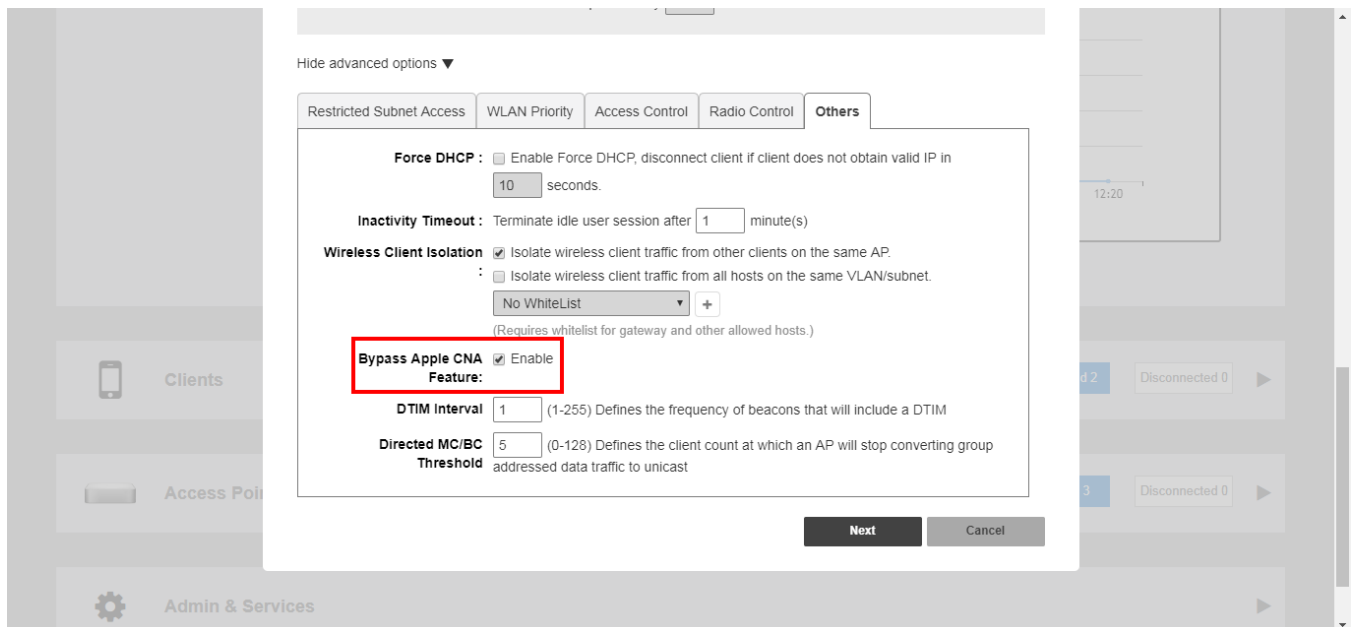 Hide advanced options ▼
Restricted Subnet Access WLAN Priority Access Control Radio Control Others
Force DHCP : Enable Force DHCP, disconnect client if client does not obtain valid IP in
10 seconds.
12:20
Inactivity Timeout : Terminate idle user session after 1 minute(s)
Wireless Client Isolation Isolate wireless client traffic from other clients on the same AP.
: Isolate wireless client traffic from all hosts on the same VLAN/subnet.
No WhiteList ▼ +
(Requires whitelist for gateway and other allowed hosts.)
Bypass Apple CNA Enable
Feature:
Clients d 2 Disconnected 0
DTIM Interval 1 (1-255) Defines the frequency of beacons that will include a DTIM
Directed MC/BC 5 (0-128) Defines the client count at which an AP will stop converting group
Threshold addressed data traffic to unicast
Access Poi 3 Disconnected 0
Next Cancel
Admin & Services